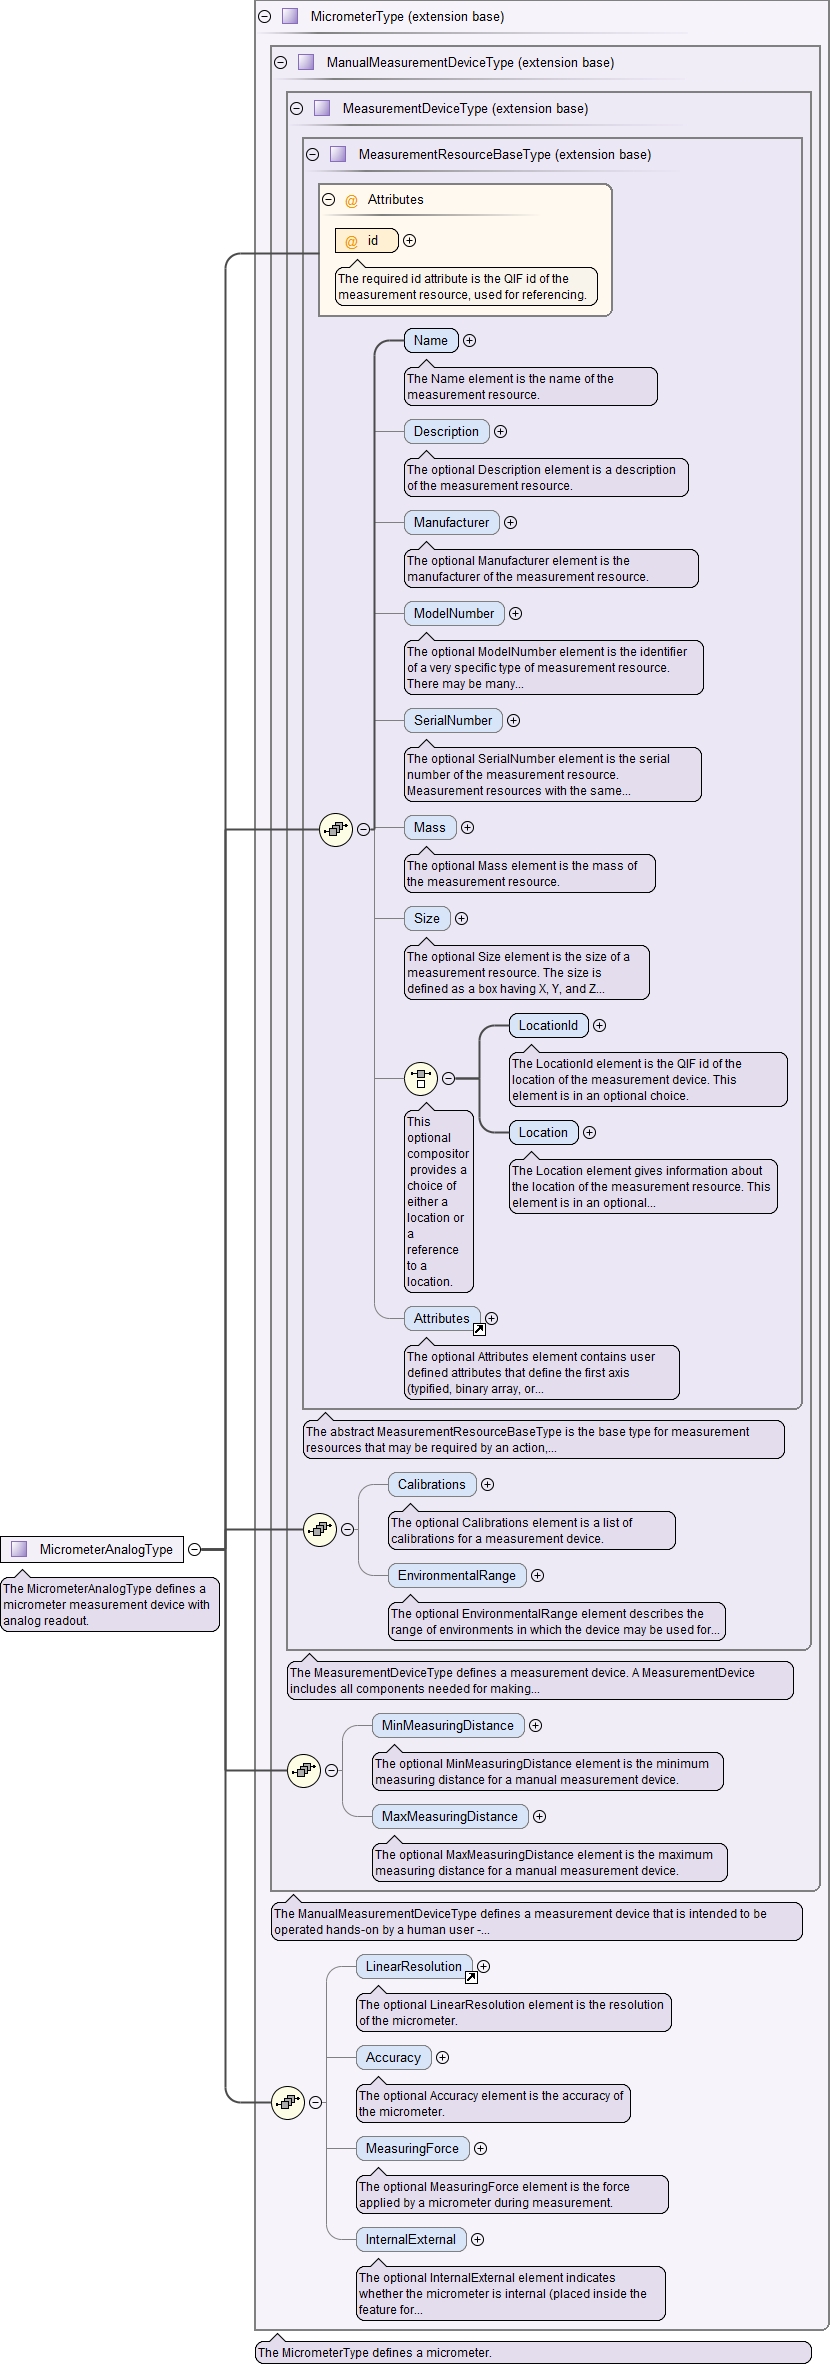 MicrometerType (extension base)
ManualMeasurementDeviceType (extension base)
MeasurementDeviceType (extension base)
MeasurementResourceBaseType (extension base)
@ Attributes
@ id
The required id attribute is the QIF id of the
measurement resource, used for referencing.
Name
The Name element is the name of the
measurement resource.
Description
The optional Description element is a description
of the measurement resource.
Manufacturer
The optional Manufacturer element is the
manufacturer of the measurement resource.
ModelNumber
The optional ModelNumber element is the identifier
of a very specific type of measurement resource.
There may be many...
SerialNumber
The optional SerialNumber element is the serial
number of the measurement resource.
Measurement resources with the same...
Mass
The optional Mass element is the mass of
the measurement resource.
Size
The optional Size element is the size of a
measurement resource. The size is
defined as a box having X, Y, and Z...
LocationId
The LocationId element is the QIF id of the
location of the measurement device. This
element is in an optional choice.
Location
The Location element gives information about
the location of the measurement resource. This
element is in an optional...
This
optional
compositor
provides a
choice of
either a
location or
a
reference
to a
location.
Attributes
The optional Attributes element contains user
defined attributes that define the first axis
(typified, binary array, or...
The abstract MeasurementResourceBaseType is the base type for measurement
resources that may be required by an action,...
Calibrations
The optional Calibrations element is a list of
calibrations for a measurement device.
EnvironmentalRange
The optional EnvironmentalRange element describes the
range of environments in which the device may be used for...
MicrometerAnalogType
The MicrometerAnalogType defines a
micrometer measurement device with
analog readout.
The MeasurementDeviceType defines a measurement device. A MeasurementDevice
includes all components needed for making...
MinMeasuringDistance
The optional MinMeasuringDistance element is the minimum
measuring distance for a manual measurement device.
MaxMeasuringDistance
The optional MaxMeasuringDistance element is the maximum
measuring distance for a manual measurement device.
The ManualMeasurementDeviceType defines a measurement device that is intended to be
operated hands-on by a human user -...
LinearResolution
The optional LinearResolution element is the resolution
of the micrometer.
Accuracy
The optional Accuracy element is the accuracy of
the micrometer.
MeasuringForce
The optional MeasuringForce element is the force
applied by a micrometer during measurement.
InternalExternal
The optional InternalExternal element indicates
whether the micrometer is internal (placed inside the
feature for...
The MicrometerType defines a micrometer.